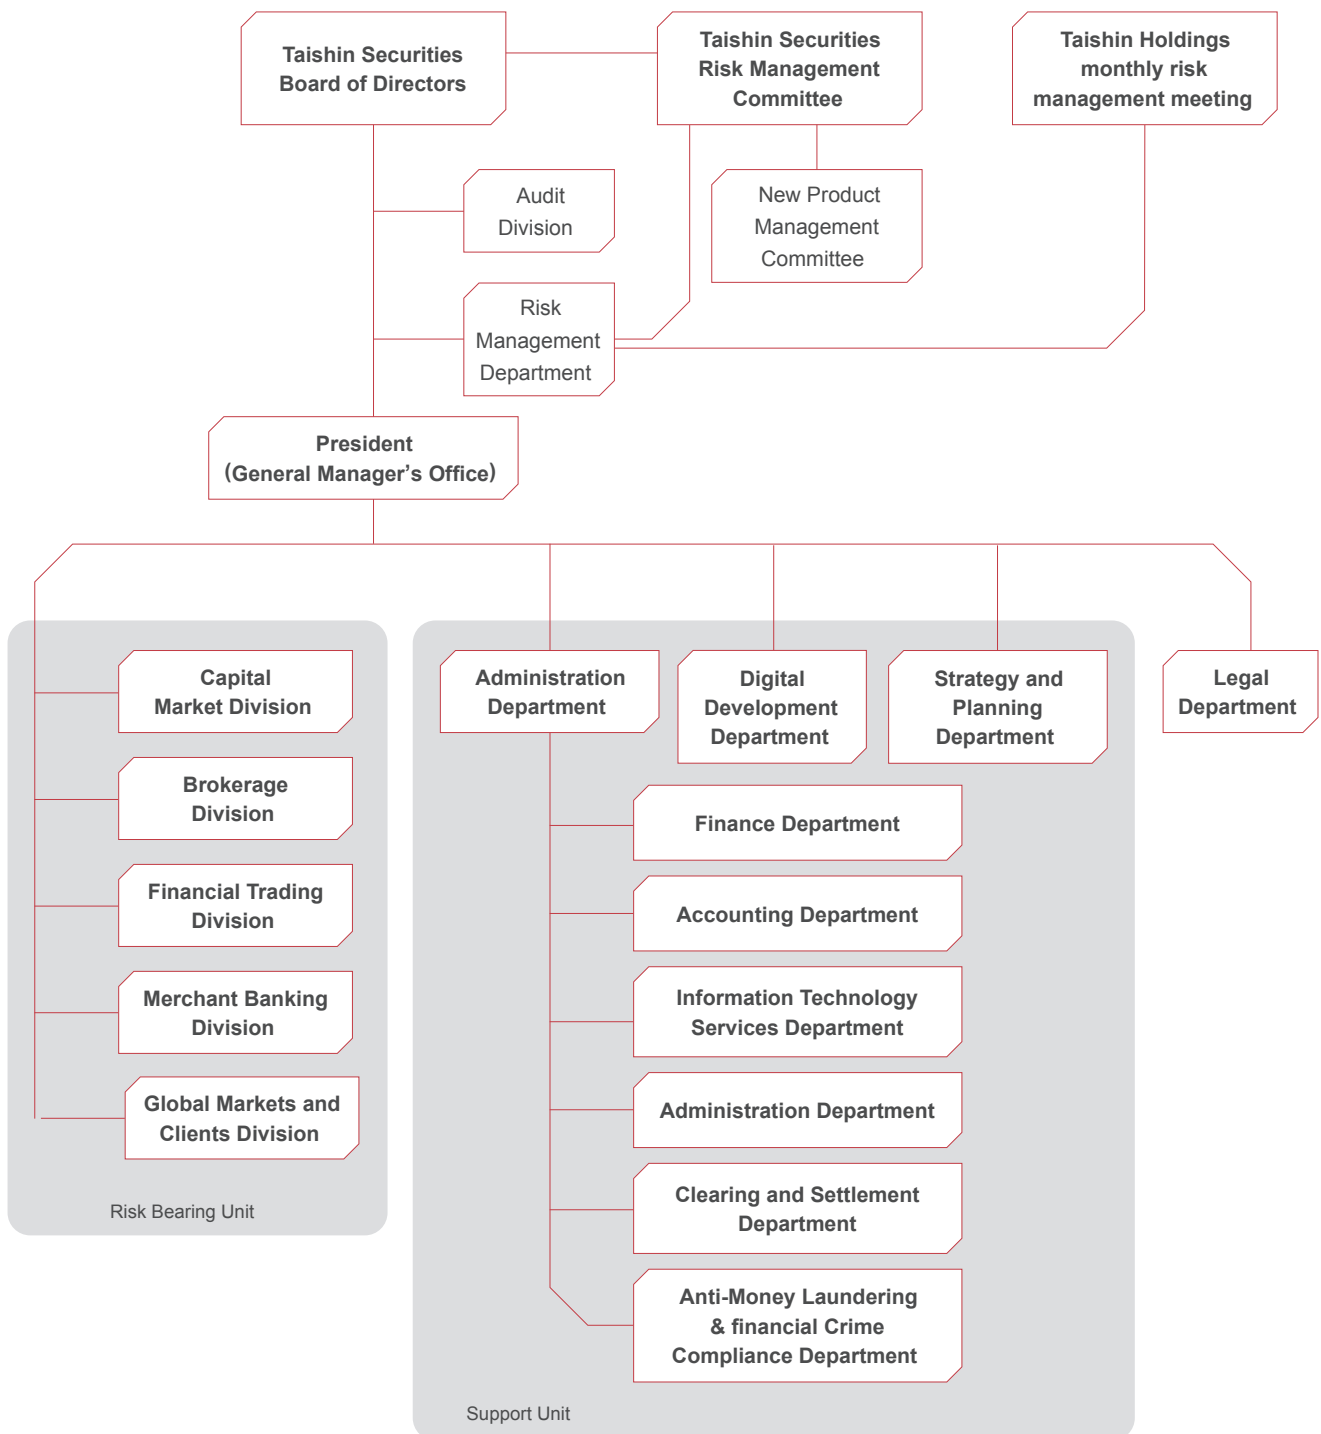 Taishin Securities
Board of Directors
Taishin Securities
Risk Management
Committee
Taishin Holdings
monthly risk
management meeting
Audit
Division
New Product
Management
Committee
Risk
Management
Department
President
(General Manager’s Office)
Capital
Market Division
Brokerage
Division
Financial Trading
Division
Merchant Banking
Division
Global Markets and
Clients Division
Risk Bearing Unit
Administration
Department
Digital
Development
Department
Strategy and
Planning
Department
Legal
Department
Finance Department
Accounting Department
Information Technology
Services Department
Administration Department
Clearing and Settlement
Department
Anti-Money Laundering
& financial Crime
Compliance Department
Support Unit